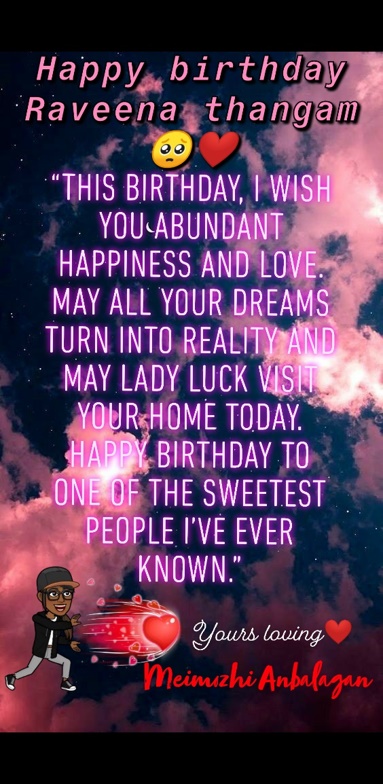 Happy birthday
Raveena thangam
🥺❤️
“THIS BIRTHDAY, I WISH
YOU ABUNDANT
HAPPINESS AND LOVE.
MAY ALL YOUR DREAMS
TURN INTO REALITY AND
MAY LADY LUCK VISIT
YOUR HOME TODAY.
HAPPY BIRTHDAY TO
ONE OF THE SWEETEST
PEOPLE I’VE EVER
KNOWN.”
Yours loving❤️
Meimozhi Anbalagan